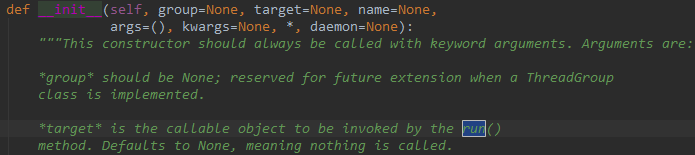 def __init__(self, group=None, target=None, name=None,
args=(), kwargs=None, *, daemon=None):
"""This constructor should always be called with keyword arguments. Arguments are:
*group* should be None; reserved for future extension when a ThreadGroup
class is implemented.
*target* is the callable object to be invoked by the run()
method. Defaults to None, meaning nothing is called.